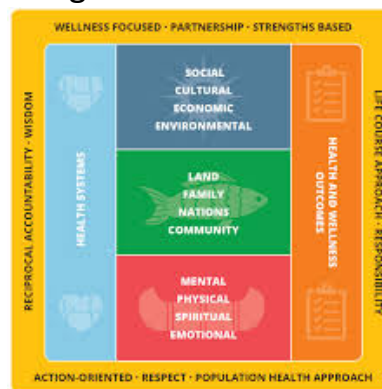 WELLNESS FOCUSED · PARTNERSHIP · STRENGTHS BASED
RECIPROCAL ACCOUNTABILITY · WISDOM
HEALTH SYSTEMS
SOCIAL
CULTURAL
ECONOMIC
ENVIRONMENTAL
LAND
FAMILY
NATIONS
COMMUNITY
MENTAL
PHYSICAL
SPIRITUAL
EMOTIONAL
HEALTH AND WELLNESS
OUTCOMES
LIFE COURSE APPROACH · RESPONSIBILITY
ACTION-ORIENTED · RESPECT · POPULATION HEALTH APPROACH